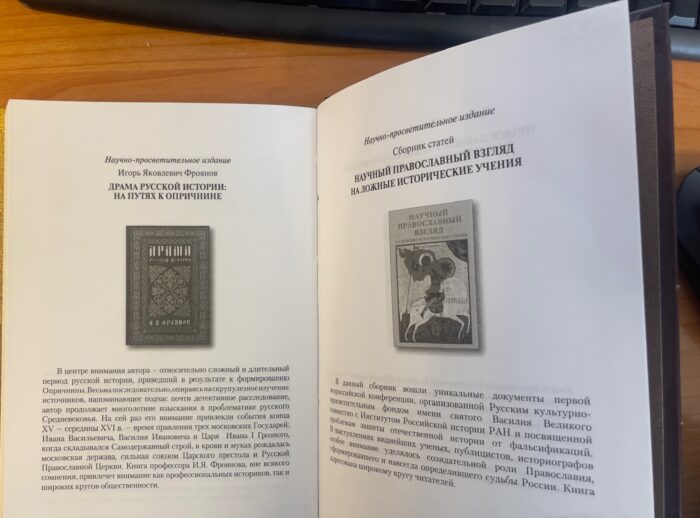 Научно-просветительное издание
Игорь Яковлевич Фроянов
ДРАМА РУССКОЙ ИСТОРИИ:
НА ПУТЯХ К ОПРИЧНИНЕ
ДРАМА
РУССКОЙ ИСТОРИИ
И Я ФРОЯНОВ
В центре внимания автора – относительно сложный и длительный
период русской истории, приведший в результате к формированию
Опричнины. Весьма последовательно, опираясь на скрупулезное изучение
источников, напоминающее подчас почти детективное расследование,
автор продолжает многолетние изыскания в проблематике русского
Средневековья. На сей раз его внимание привлекли события конца
XV — середины XVI в. — время правления трех московских Государей:
Ивана Васильевича, Василия Ивановича и Царя Ивана I Грозного,
когда складывался Самодержавный строй, в крови и муках рождалась
московская держава, сильная союзом Царского престола и Русской
Православной Церкви. Книга профессора И.Я. Фроянова, вне всякого
сомнения, привлечет внимание как профессиональных историков, так и
широких кругов общественности.
Научно-просветительное издание
Сборник статей
НАУЧНЫЙ ПРАВОСЛАВНЫЙ ВЗГЛЯД
НА ЛОЖНЫЕ ИСТОРИЧЕСКИЕ УЧЕНИЯ
НАУЧНЫЙ
ПРАВОСЛАВНЫЙ
ВЗГЛЯД
НА ЛОЖНЫЕ ИСТОРИЧЕСКИЕ УЧЕНИЯ
В данный сборник вошли уникальные документы первой
всероссийской конференции, организованной Русским культурно-
просветительным фондом имени святого Василия Великого
совместно с Институтом Российской истории РАН и посвященной
проблемам защиты отечественной истории от фальсификаций.
В выступлениях виднейших ученых, публицистов, историографов
особое внимание уделялось созидательной роли Православия,
сформировавшего и навсегда определившего судьбы России. Книга
адресована широкому кругу читателей.